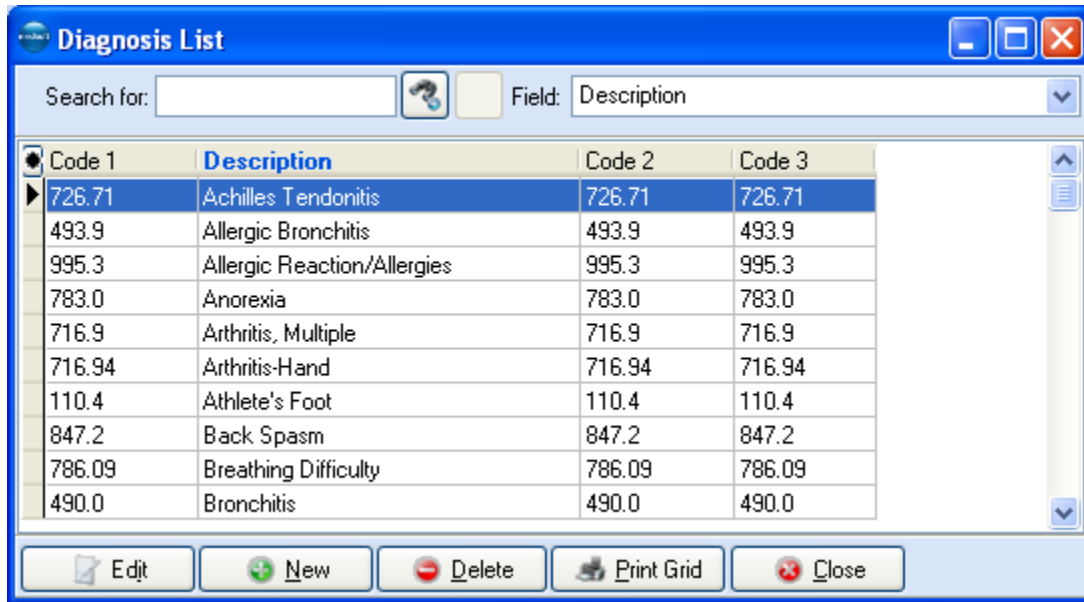 Diagnosis List
Search for: Field: Description
Code 1 Description Code 2 Code 3
726.71 Achilles Tendonitis 726.71 726.71
493.9 Allergic Bronchitis 493.9 493.9
995.3 Allergic Reaction/Allergies 995.3 995.3
783.0 Anorexia 783.0 783.0
716.9 Arthritis, Multiple 716.9 716.9
716.94 Arthritis-Hand 716.94 716.94
110.4 Athlete's Foot 110.4 110.4
847.2 Back Spasm 847.2 847.2
786.09 Breathing Difficulty 786.09 786.09
490.0 Bronchitis 490.0 490.0
Edit New Delete Print Grid Close